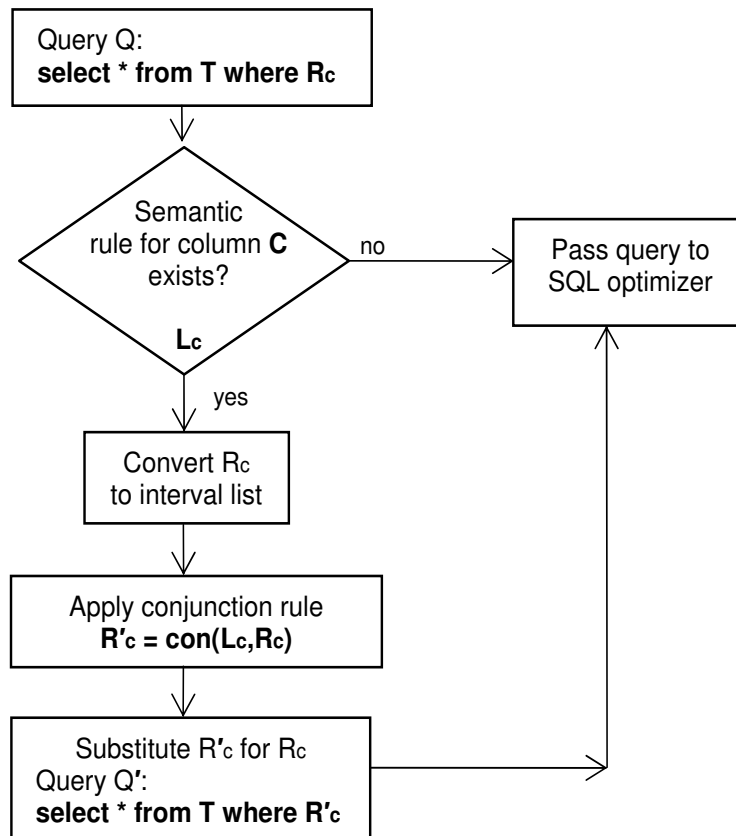 Query Q:
select * from T where Rc
Semantic
rule for column C
exists?
Lc
no
Pass query to
SQL optimizer
yes
Convert Rc
to interval list
Apply conjunction rule
R′c = con(Lc,Rc)
Substitute R′c for Rc
Query Q′:
select * from T where R′c